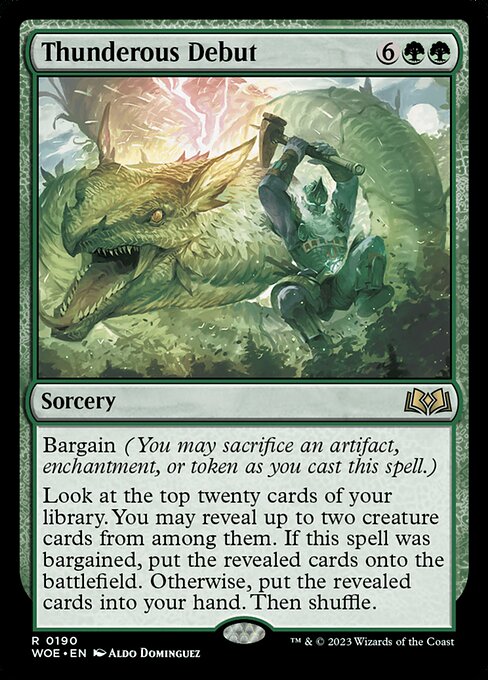 Thunderous Debut 6
Sorcery
Bargain (You may sacrifice an artifact,
enchantment, or token as you cast this spell.)
Look at the top twenty cards of your
library. You may reveal up to two creature
cards from among them. If this spell was
bargained, put the revealed cards onto the
battlefield. Otherwise, put the revealed
cards into your hand. Then shuffle.
R 0190
WOE • EN Aldo Dominguez
™ & © 2023 Wizards of the Coast